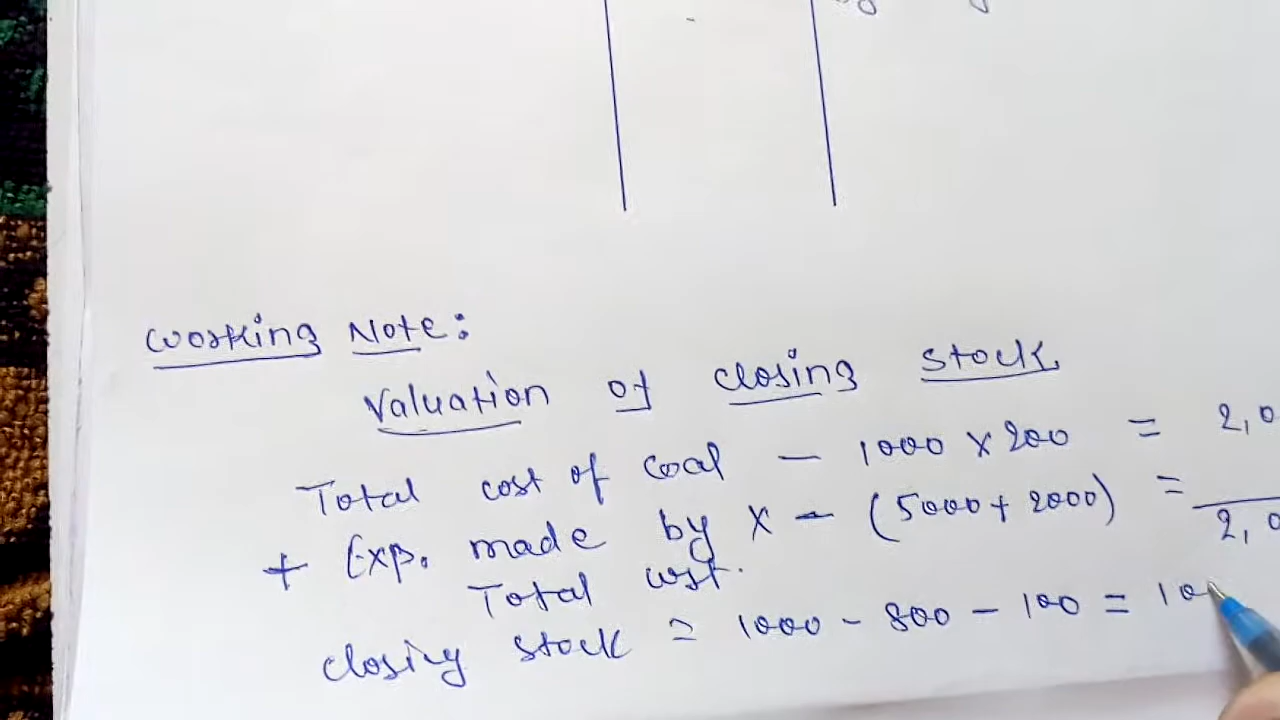 Working Note:
Valuation of closing stock
Total cost of coal — 1000 x 200 = 2,0
+ Exp. made by X — (5000 + 2000) =
Total cost. 2,0
closing stock = 1000 - 800 - 100 = 100